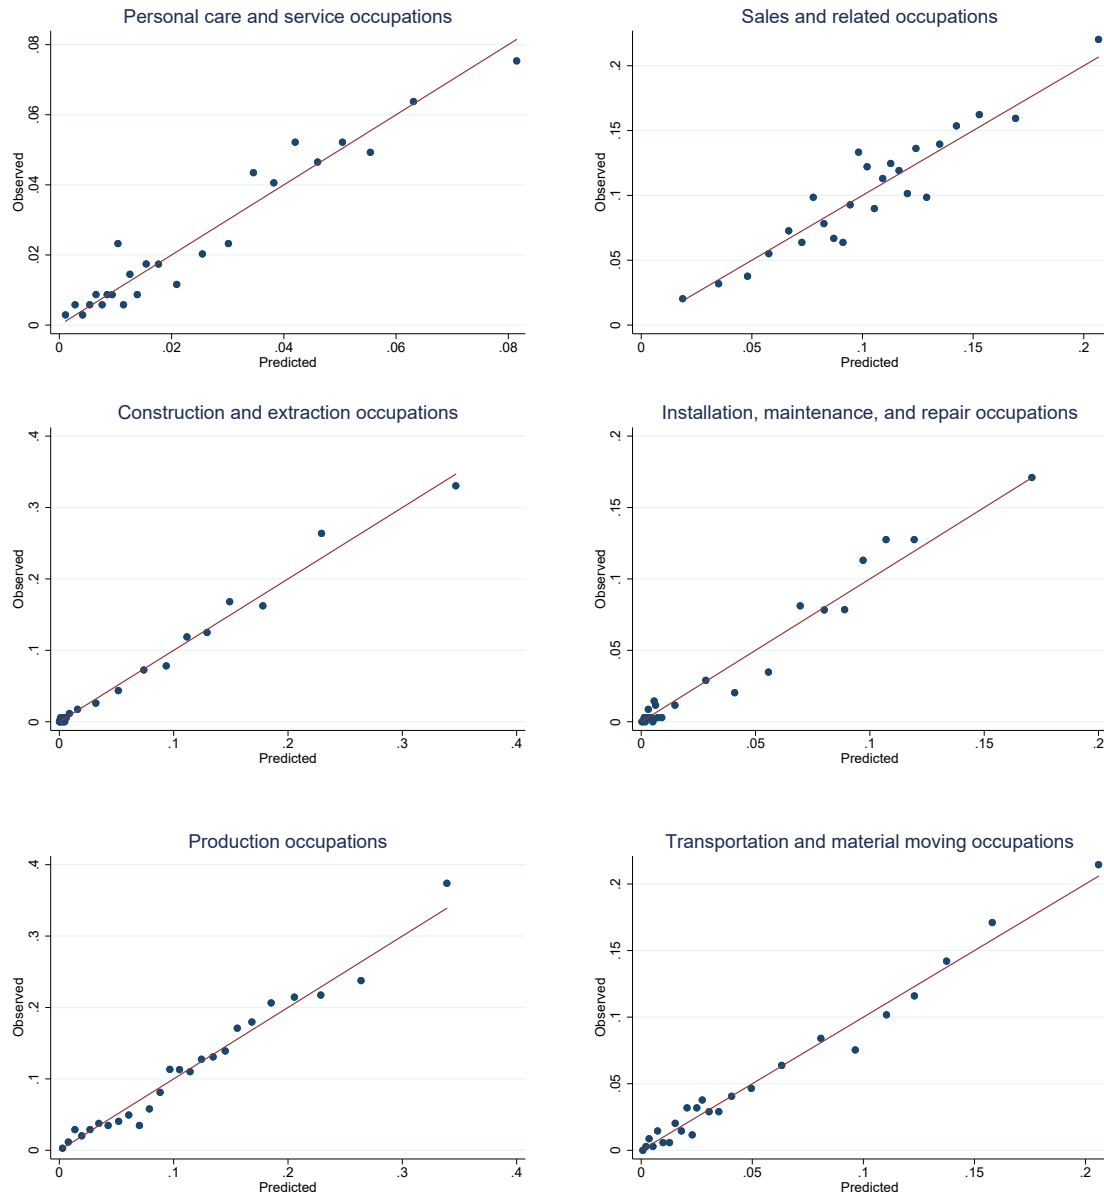 Personal care and service occupations
Observed
.08
.06
.04
.02
0
0 .02 .04 .06 .08
Predicted
Sales and related occupations
Observed
.2
.15
.1
.05
0
0 .05 .1 .15 .2
Predicted
Construction and extraction occupations
Observed
.4
.3
.2
.1
0
0 .1 .2 .3 .4
Predicted
Installation, maintenance, and repair occupations
Observed
.2
.15
.1
.05
0
0 .05 .1 .15 .2
Predicted
Production occupations
Observed
.4
.3
.2
.1
0
0 .1 .2 .3 .4
Predicted
Transportation and material moving occupations
Observed
.2
.15
.1
.05
0
0 .05 .1 .15 .2
Predicted